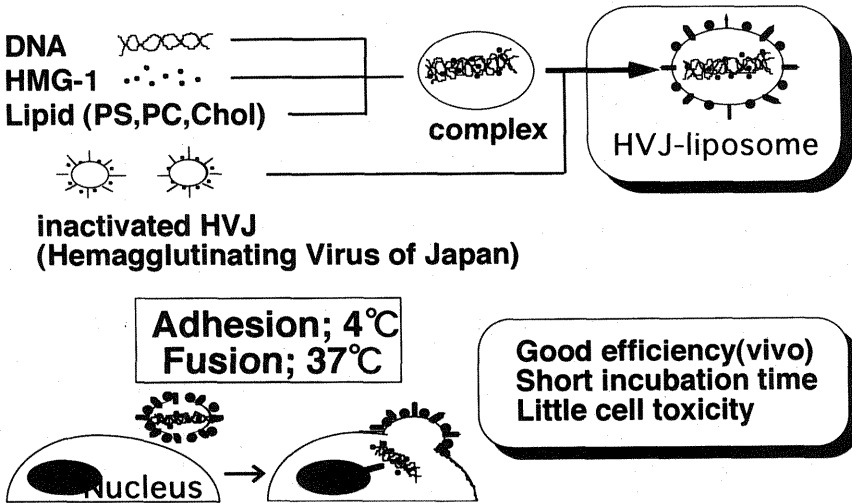 DNA
HMG-1
Lipid (PS,PC,Chol)
complex
HVJ-liposome
inactivated HVJ
(Hemagglutinating Virus of Japan)
Adhesion; 4℃
Fusion; 37℃
Good efficiency(vivo)
Short incubation time
Little cell toxicity
Nucleus